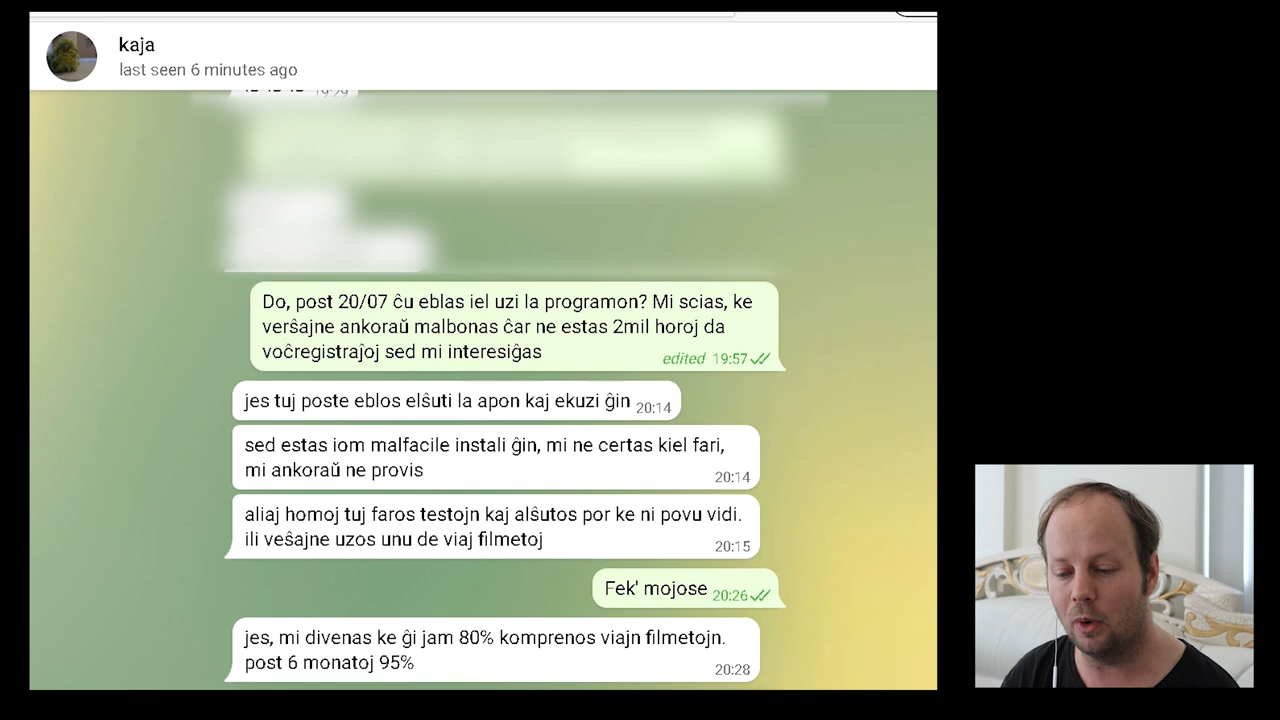 kaja
last seen 6 minutes ago
19:29
Do, post 20/07 ĉu eblas iel uzi la programon? Mi scias, ke
verŝajne ankoraŭ malbonas ĉar ne estas 2mil horoj da
voĉregistraĵoj sed mi interesiĝas
edited 19:57
jes tuj poste eblos elŝuti la apon kaj ekuzi ĝin 20:14
sed estas iom malfacile instali ĝin, mi ne certas kiel fari,
mi ankoraŭ ne provis
20:14
aliaj homoj tuj faros testojn kaj alŝutos por ke ni povu vidi.
ili veŝajne uzos unu de viaj filmetoj
20:15
Fek' mojose 20:26
jes, mi divenas ke ĝi jam 80% komprenos viajn filmetojn.
post 6 monatoj 95%
20:28